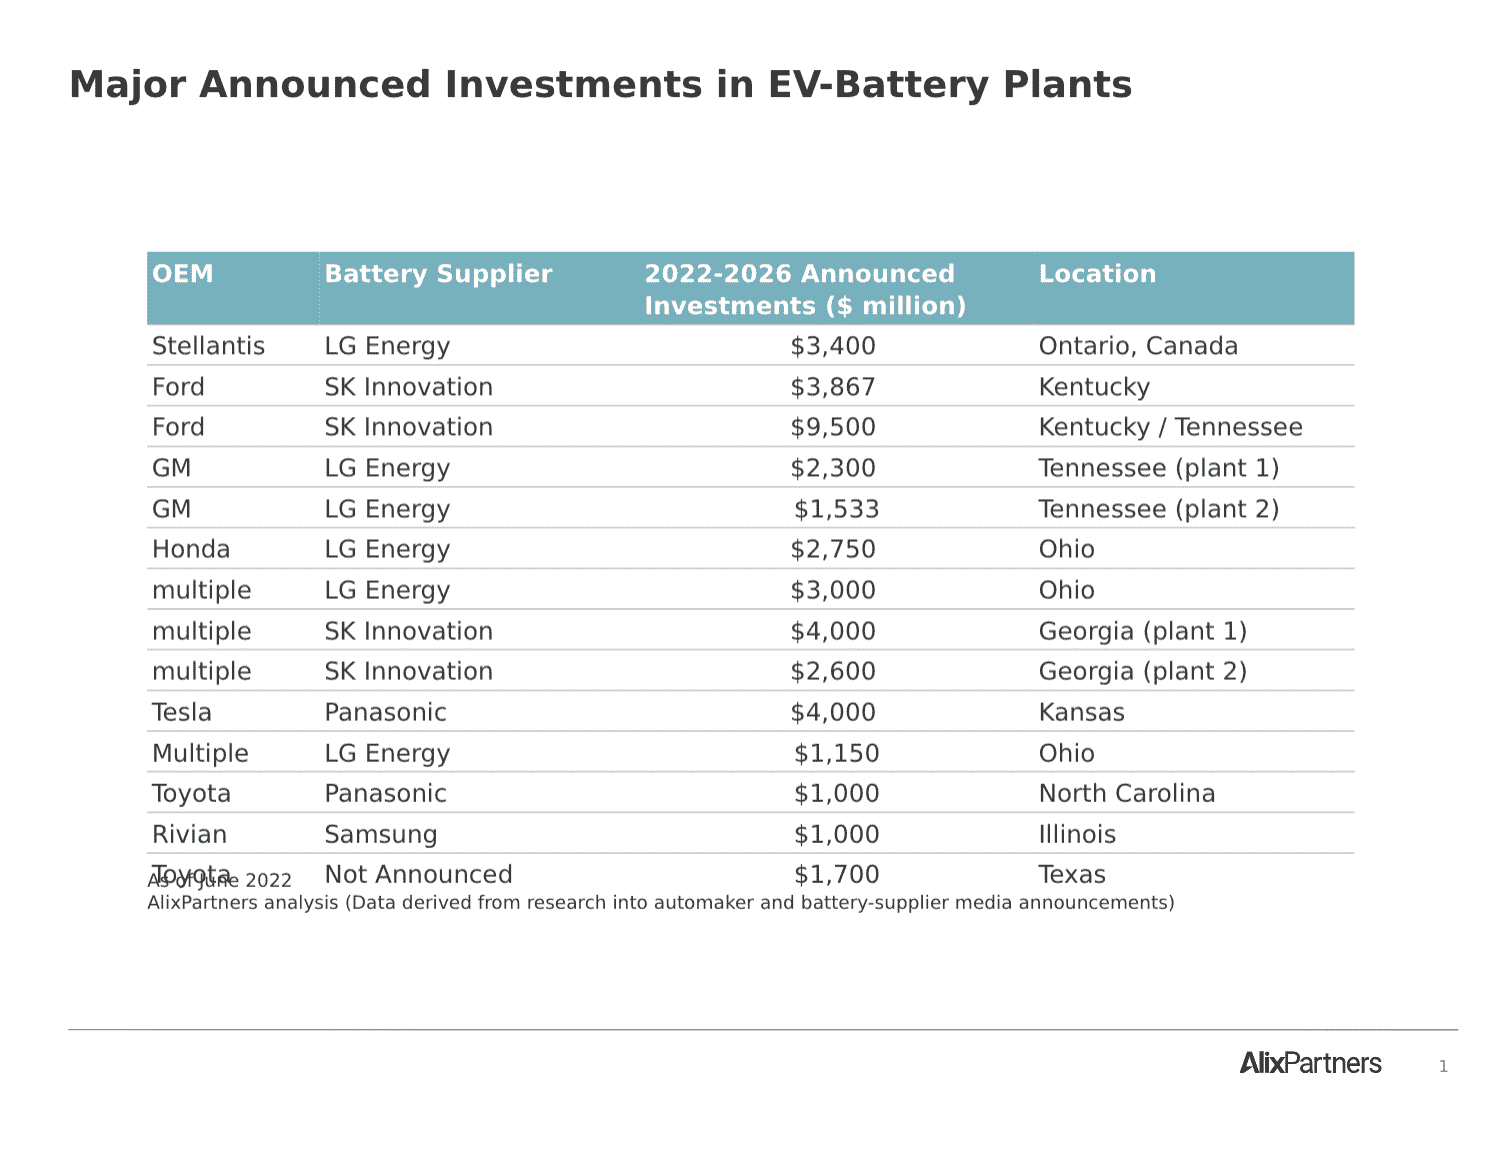 Major Announced Investments in EV-Battery Plants
OEM Battery Supplier 2022-2026 Announced Investments ($ million) Location
Stellantis LG Energy $3,400 Ontario, Canada
Ford SK Innovation $3,867 Kentucky
Ford SK Innovation $9,500 Kentucky / Tennessee
GM LG Energy $2,300 Tennessee (plant 1)
GM LG Energy $1,533 Tennessee (plant 2)
Honda LG Energy $2,750 Ohio
multiple LG Energy $3,000 Ohio
multiple SK Innovation $4,000 Georgia (plant 1)
multiple SK Innovation $2,600 Georgia (plant 2)
Tesla Panasonic $4,000 Kansas
Multiple LG Energy $1,150 Ohio
Toyota Panasonic $1,000 North Carolina
Rivian Samsung $1,000 Illinois
Toyota Not Announced $1,700 Texas
As of June 2022
AlixPartners analysis (Data derived from research into automaker and battery-supplier media announcements)
AlixPartners 1